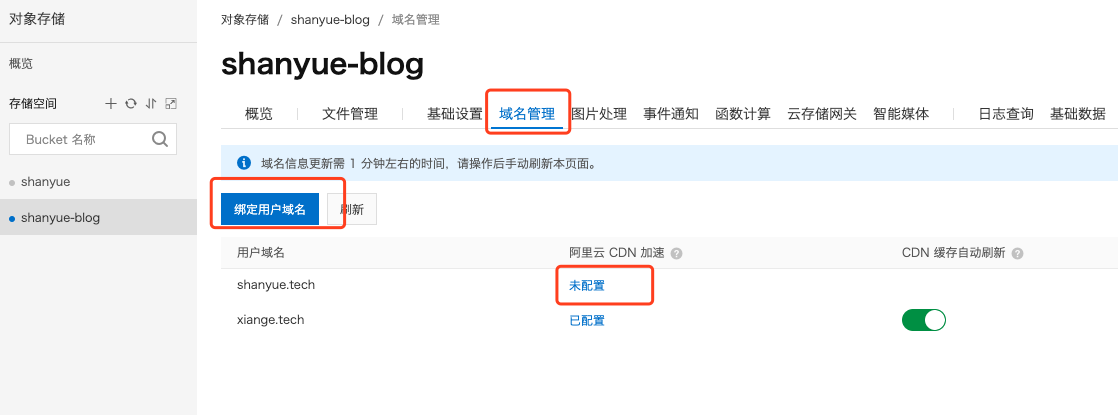 对象存储
对象存储 / shanyue-blog / 域名管理
概览
shanyue-blog
存储空间
Bucket 名称
概览 文件管理 基础设置 域名管理 图片处理 事件通知 函数计算 云存储网关 智能媒体 日志查询 基础数据
域名信息更新需 1 分钟左右的时间，请操作后手动刷新本页面。
shanyue
shanyue-blog
绑定用户域名 刷新
用户域名 阿里云 CDN 加速 CDN 缓存自动刷新
shanyue.tech 未配置
xiange.tech 已配置